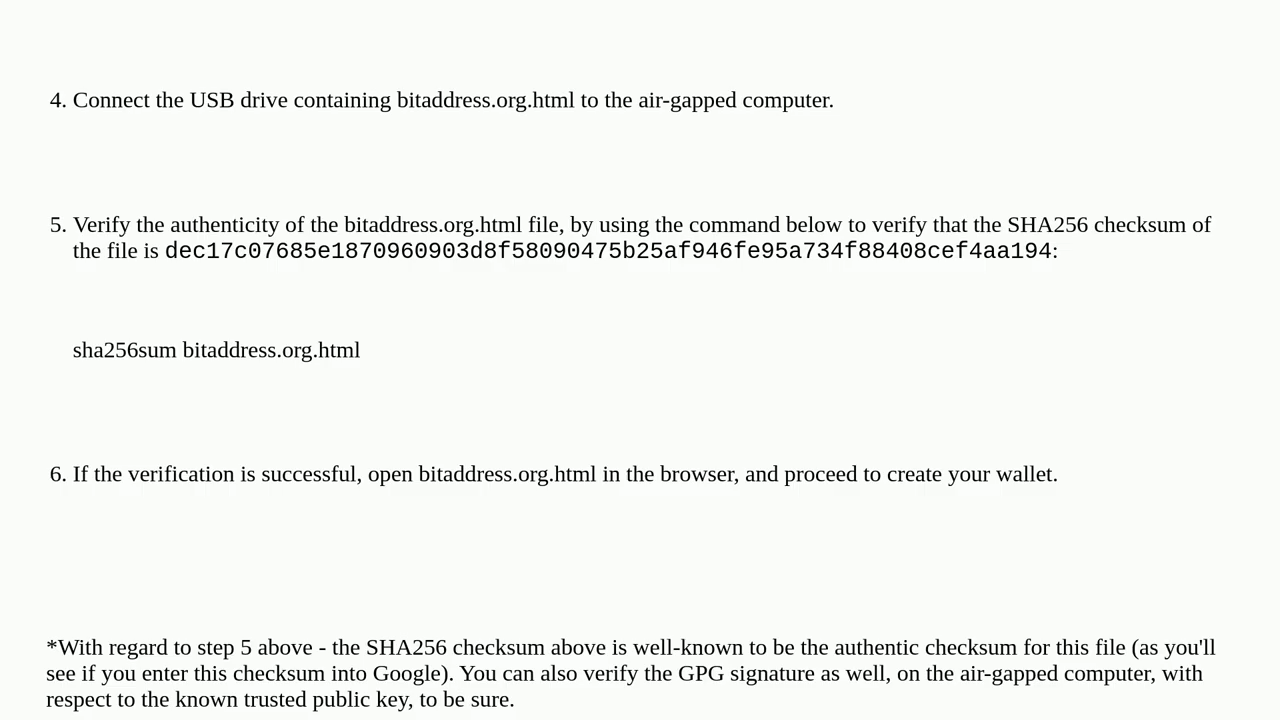 4. Connect the USB drive containing bitaddress.org.html to the air-gapped computer.
5. Verify the authenticity of the bitaddress.org.html file, by using the command below to verify that the SHA256 checksum of
the file is dec17c07685e1870960903d8f58090475b25af946fe95a734f88408cef4aa194:
sha256sum bitaddress.org.html
6. If the verification is successful, open bitaddress.org.html in the browser, and proceed to create your wallet.
*With regard to step 5 above - the SHA256 checksum above is well-known to be the authentic checksum for this file (as you'll
see if you enter this checksum into Google). You can also verify the GPG signature as well, on the air-gapped computer, with
respect to the known trusted public key, to be sure.